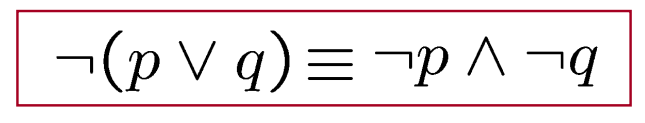 ¬(p ∨ q) ≡ ¬p ∧ ¬q